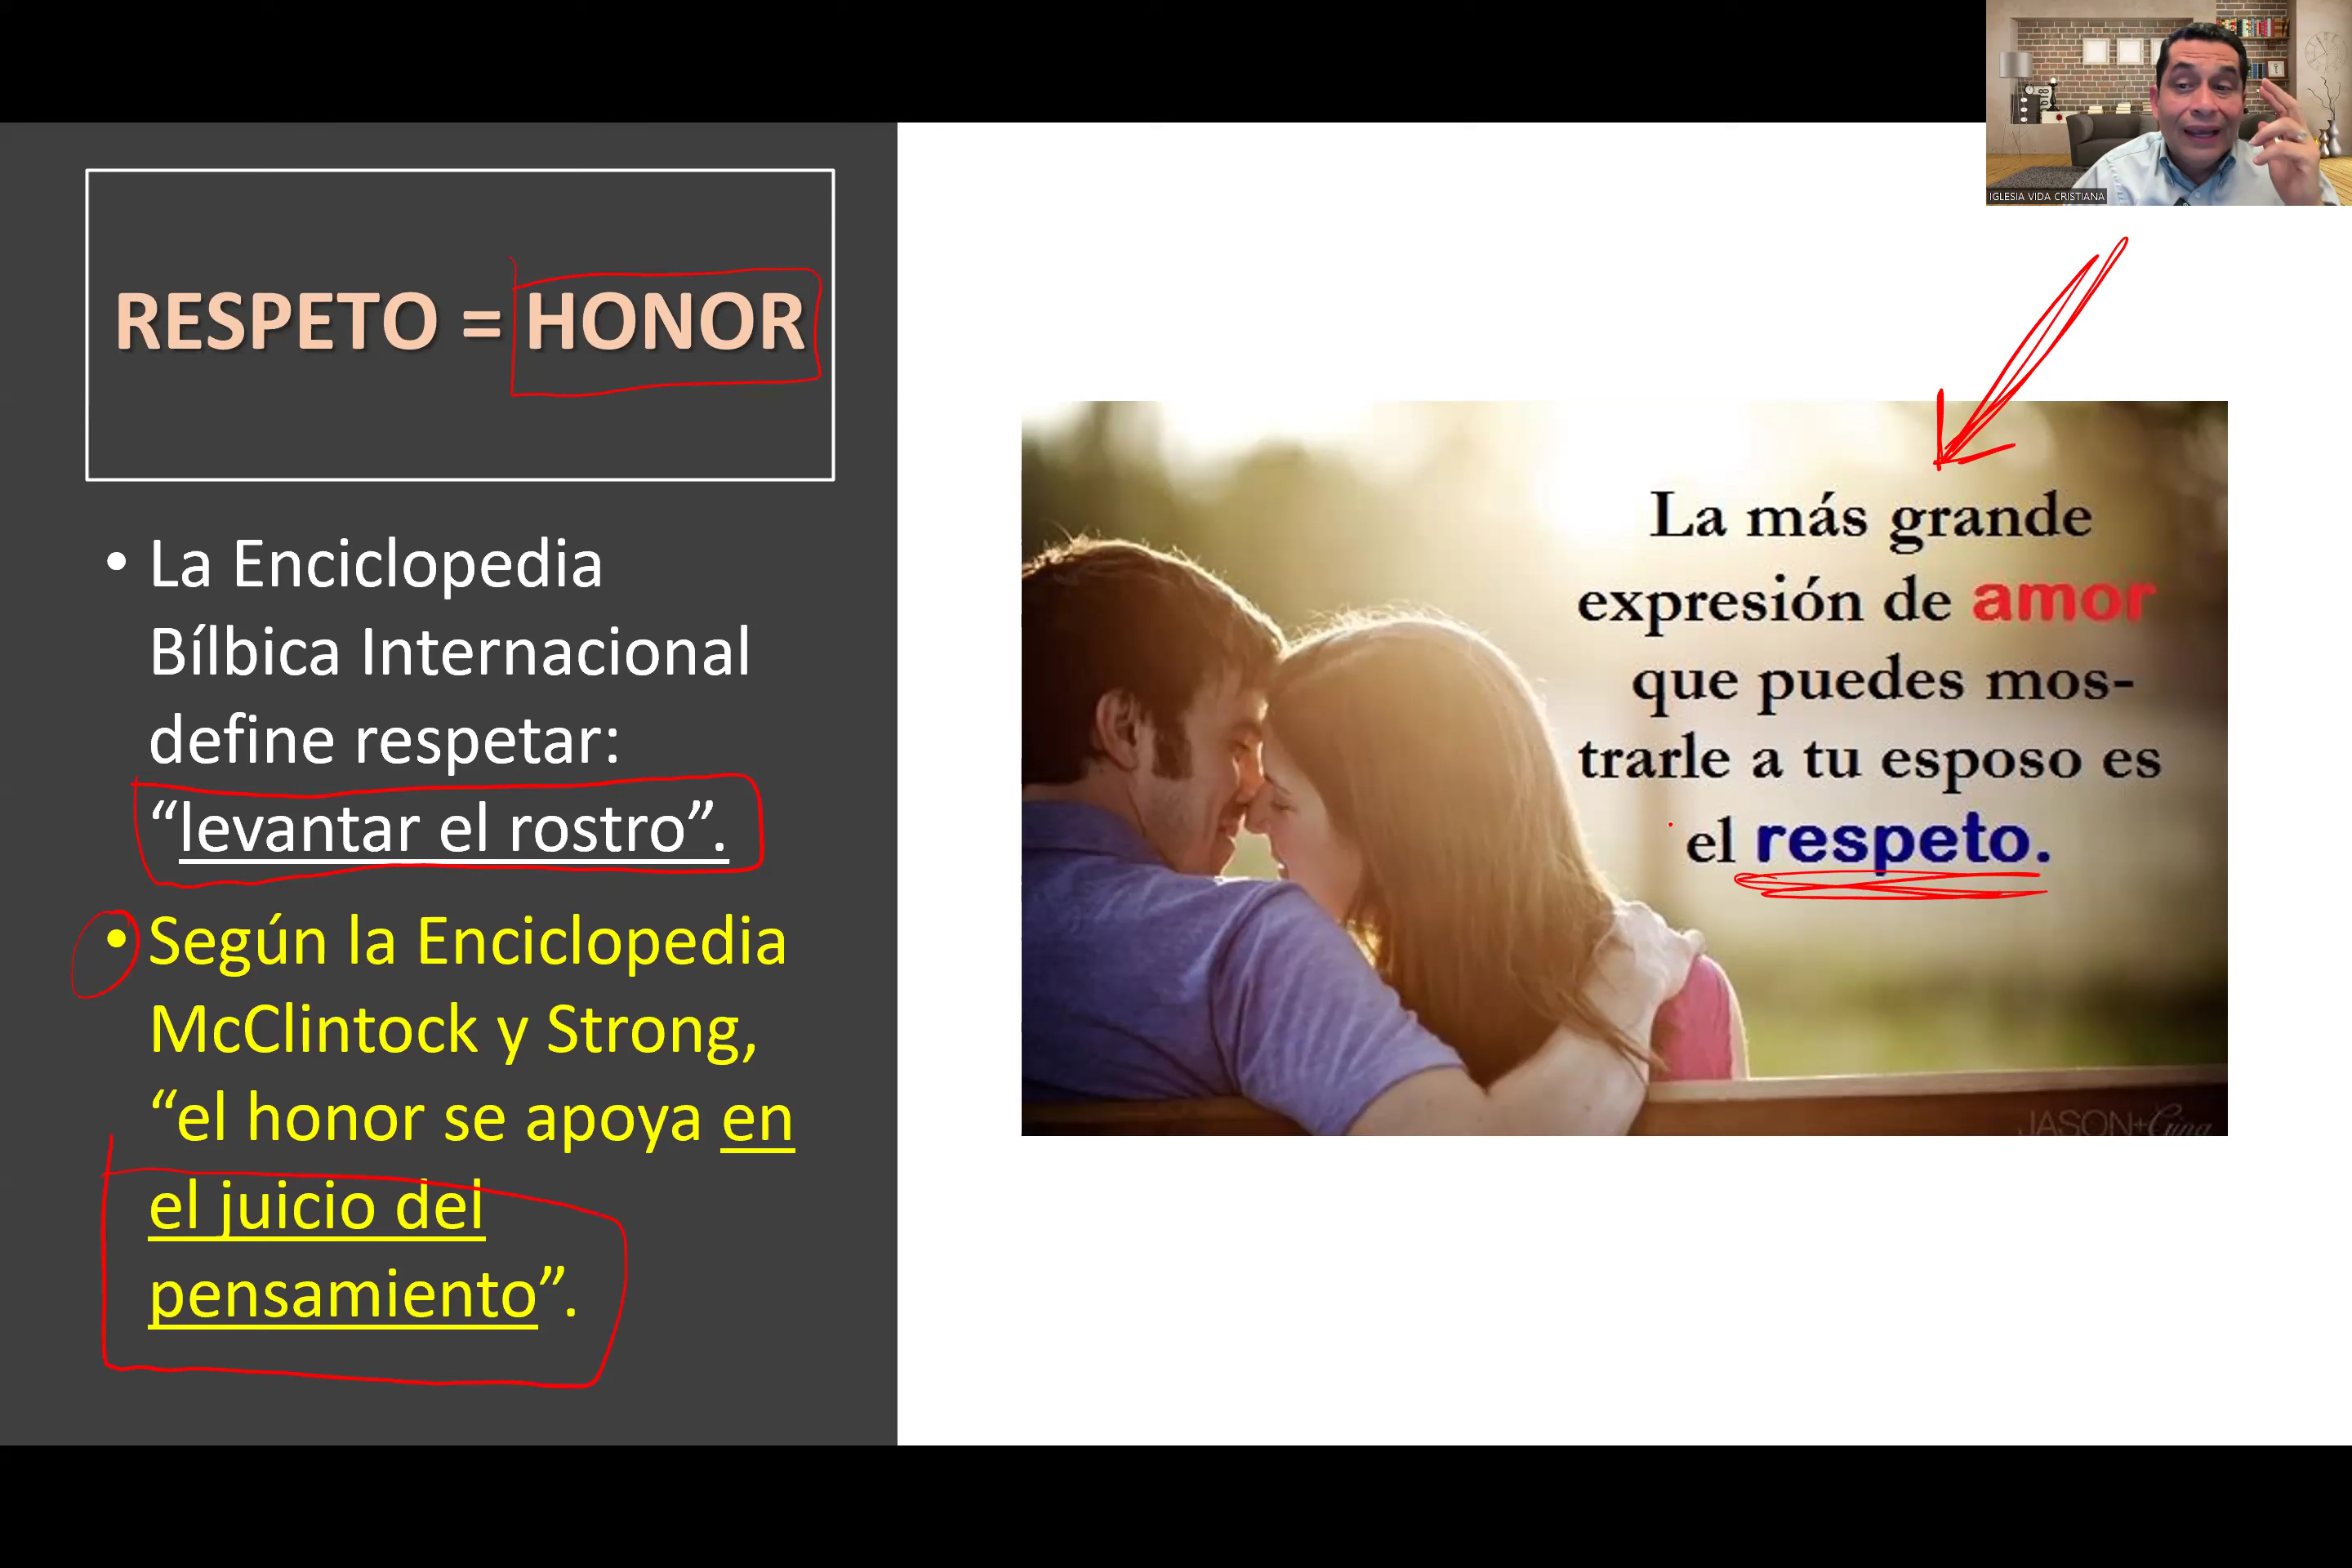 IGLESIA VIDA CRISTIANA
RESPETO = HONOR
• La Enciclopedia
Bílbica Internacional
define respetar:
“levantar el rostro”.
• Según la Enciclopedia
McClintock y Strong,
“el honor se apoya en
el juicio del
pensamiento”.
La más grande
expresión de amor
que puedes mos-
trarle a tu esposo es
el respeto.
JASON+Gina